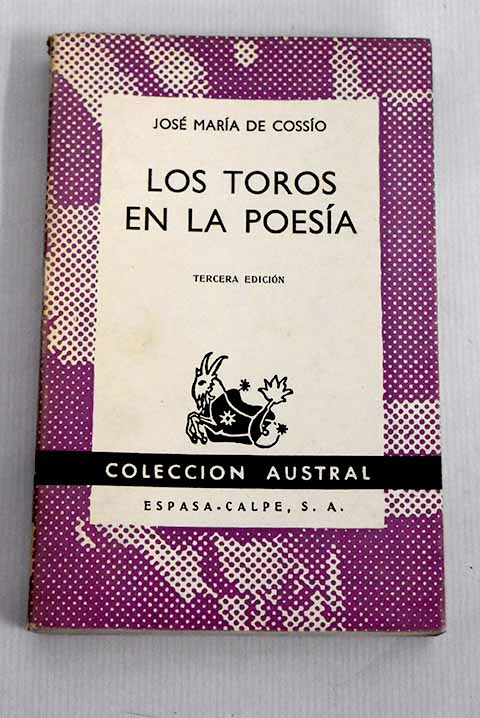 JOSÉ MARÍA DE COSSÍO
LOS TOROS
EN LA POESÍA
TERCERA EDICIÓN
COLECCION AUSTRAL
ESPASA-CALPE, S. A.